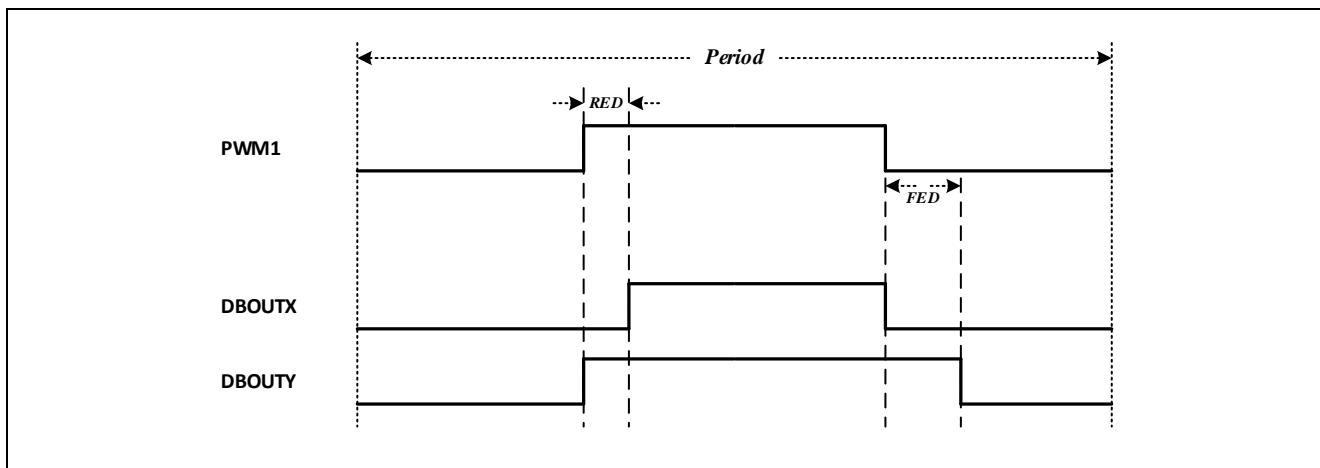 Period
RED
PWM1
FED
DBOUTX
DBOUTY